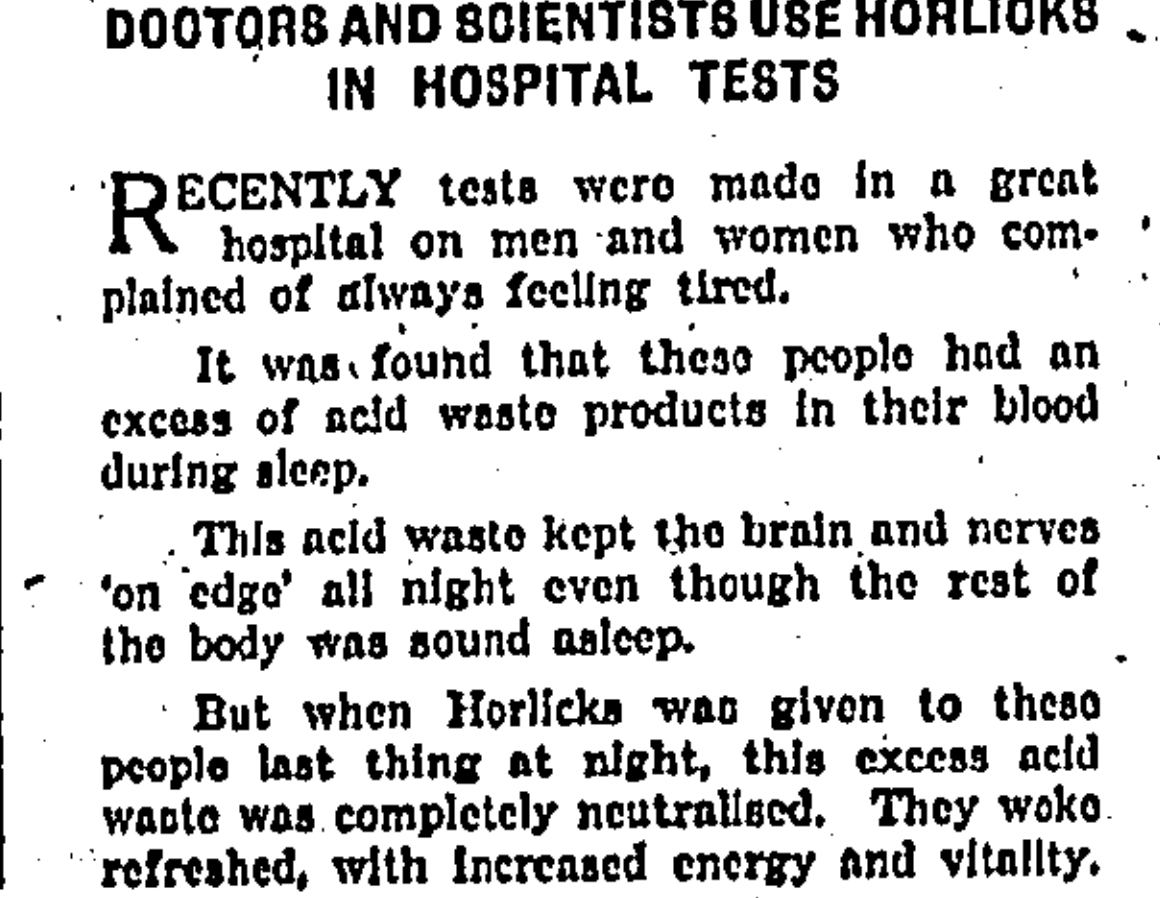 DOCTORS AND SCIENTISTS USE HORLICKS
IN HOSPITAL TESTS
RECENTLY tests were made in a great
hospital on men and women who com-
plained of always feeling tired.
It was found that these people had an
excess of acid waste products in their blood
during sleep.
This acid waste kept the brain and nerves
'on edge' all night even though the rest of
the body was sound asleep.
But when Horlicks was given to these
people last thing at night, this excess acid
waste was completely neutralised. They woke
refreshed, with increased energy and vitality.